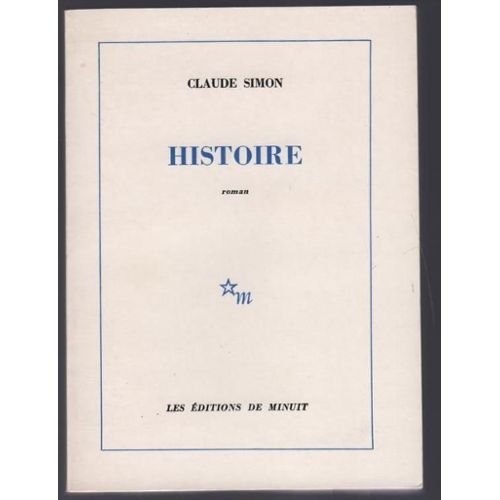 CLAUDE SIMON
HISTOIRE
roman
m
LES ÉDITIONS DE MINUIT